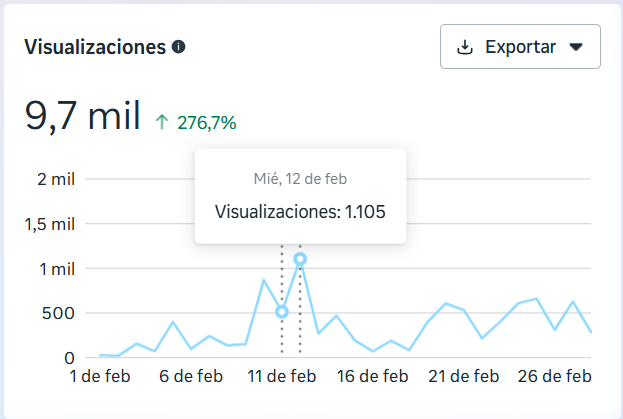 Visualizaciones
Exportar
9,7 mil ↑ 276,7%
Mié, 12 de feb
Visualizaciones: 1.105
2 mil
1,5 mil
1 mil
500
0
1 de feb 6 de feb 11 de feb 16 de feb 21 de feb 26 de feb